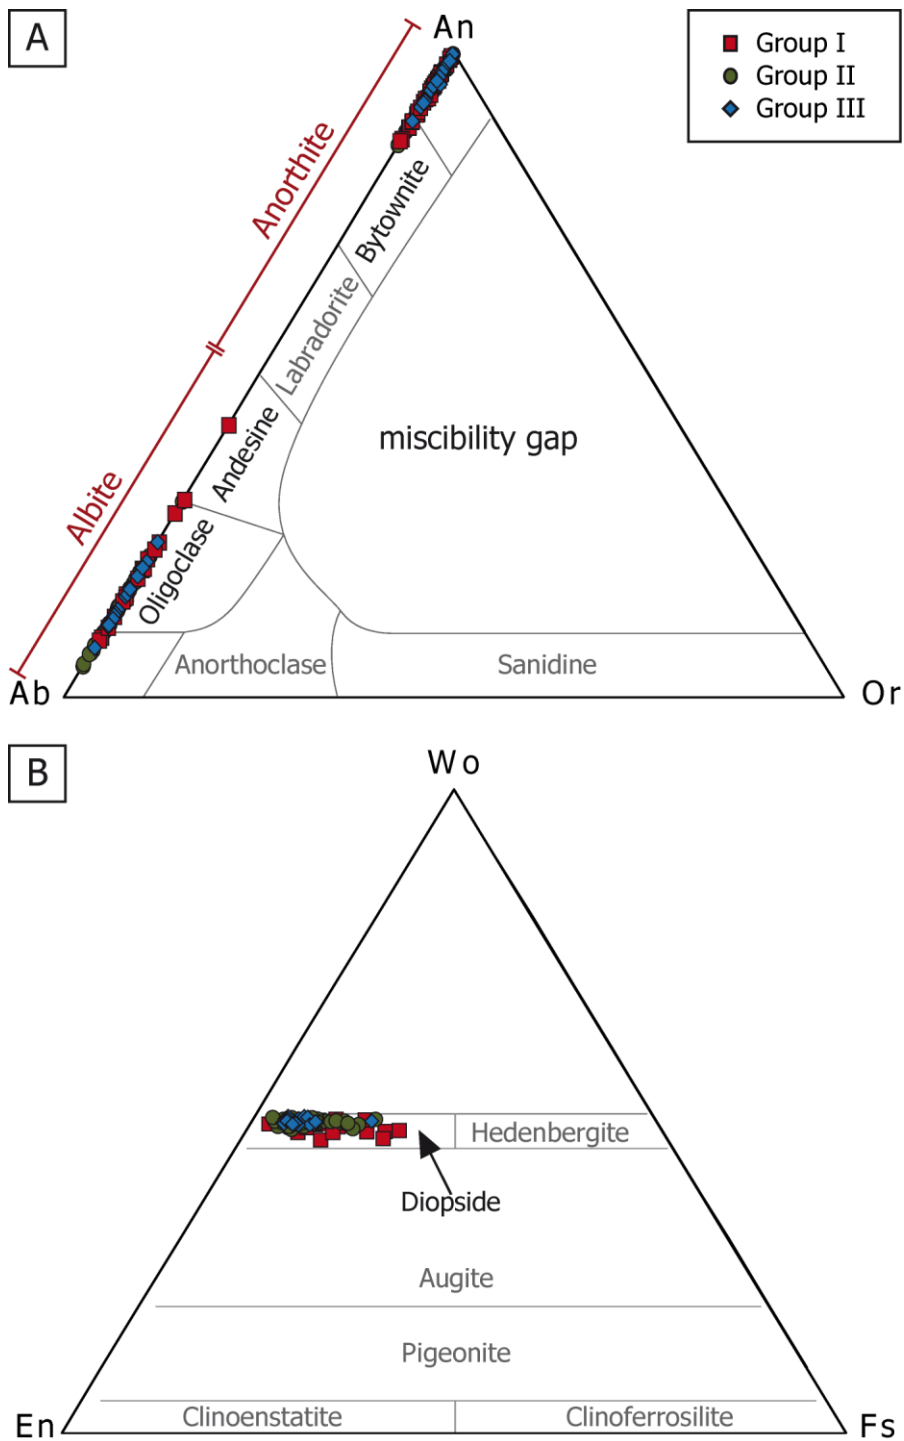 A
An
Group I
Group II
Group III
Anorthite
Bytownite
Labradorite
Andesine
miscibility gap
Albite
Oligoclase
Anorthoclase
Sanidine
Ab
Or
B
Wo
Hedenbergite
Diopside
Augite
Pigeonite
Clinoenstatite
Clinoferrosilite
En
Fs